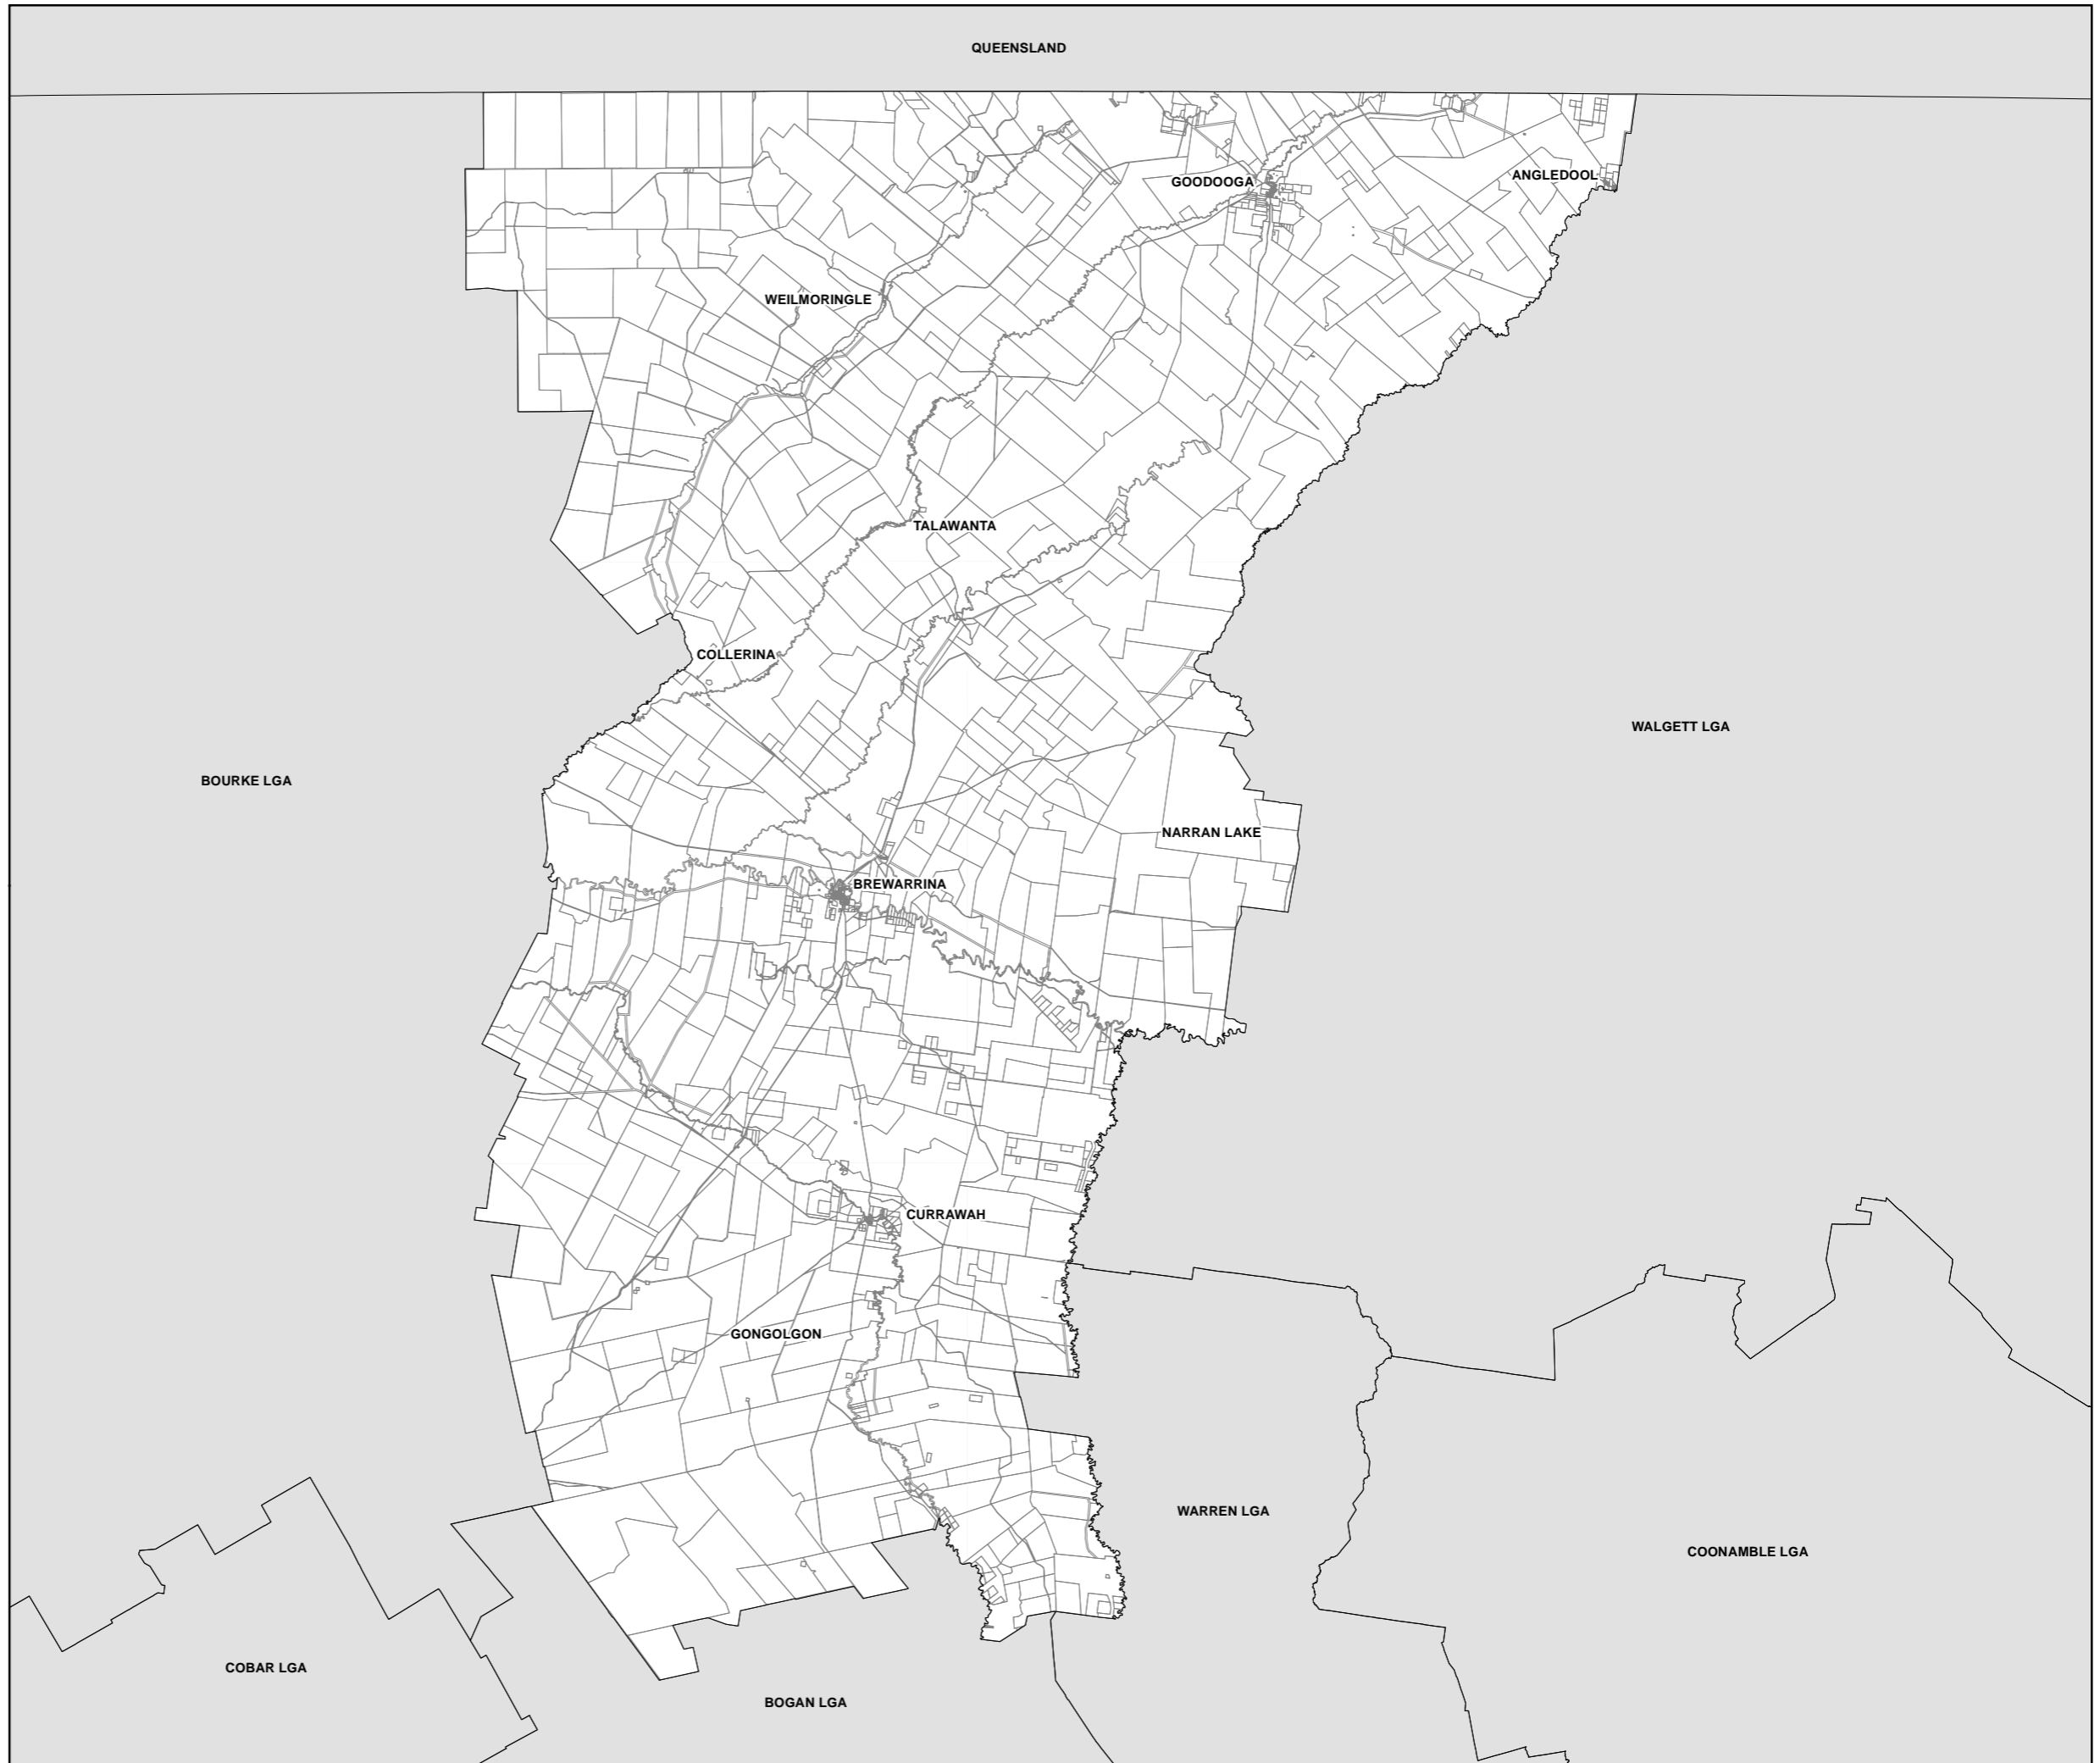 QUEENSLAND
ANGLEDOOL
GOODOOGA
WEILMORINGLE
TALAWANTA
COLLERINA
WALGETT LGA
BOURKE LGA
NARRAN LAKE
BREWARRINA
CURRAWAH
GONGOLGON
WARREN LGA
COONAMBLE LGA
COBAR LGA
BOGAN LGA